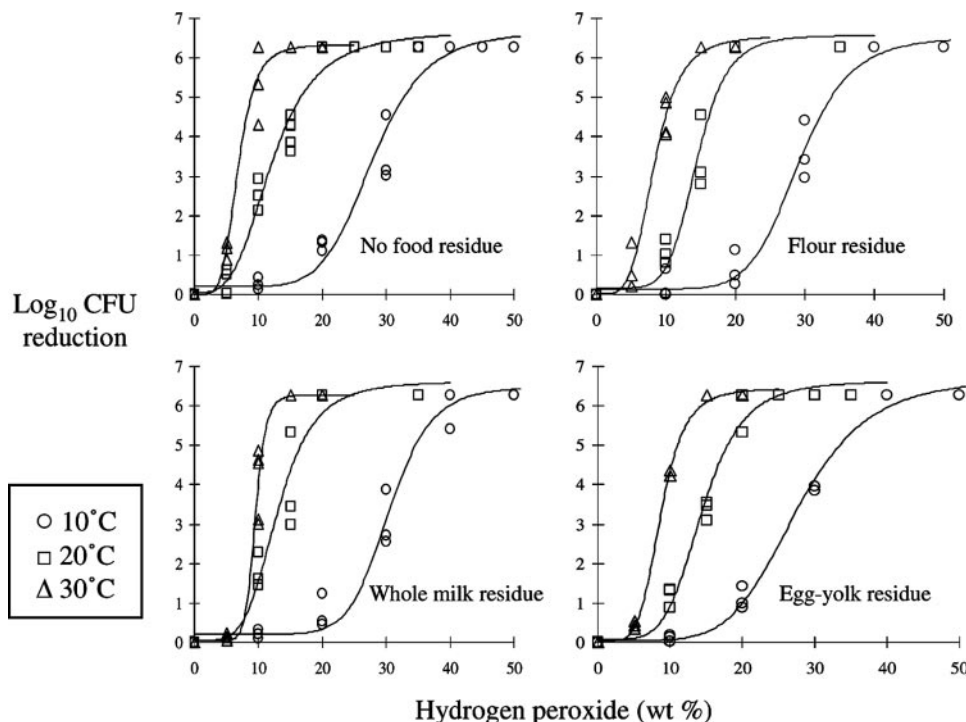 7
6
5
4
3
2
1
0
No food residue
0 10 20 30 40 50
7
6
5
4
3
2
1
0
Flour residue
0 10 20 30 40 50
Log₁₀ CFU
reduction
7
6
5
4
3
2
1
0
Whole milk residue
0 10 20 30 40 50
7
6
5
4
3
2
1
0
Egg-yolk residue
0 10 20 30 40 50
10˚C
20˚C
30˚C
Hydrogen peroxide (wt %)